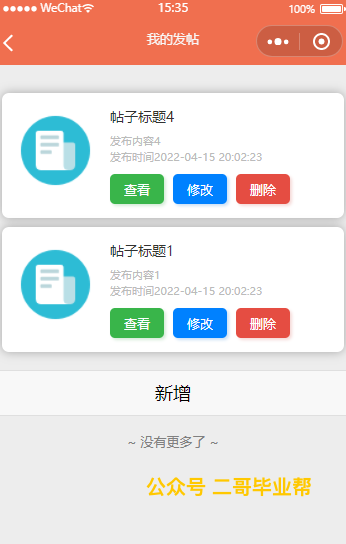 WeChat 15:35 100%
我的发帖
帖子标题4
发布内容4
发布时间2022-04-15 20:02:23
查看 修改 删除
帖子标题1
发布内容1
发布时间2022-04-15 20:02:23
查看 修改 删除
新增
~ 没有更多了 ~
公众号 二哥毕业帮